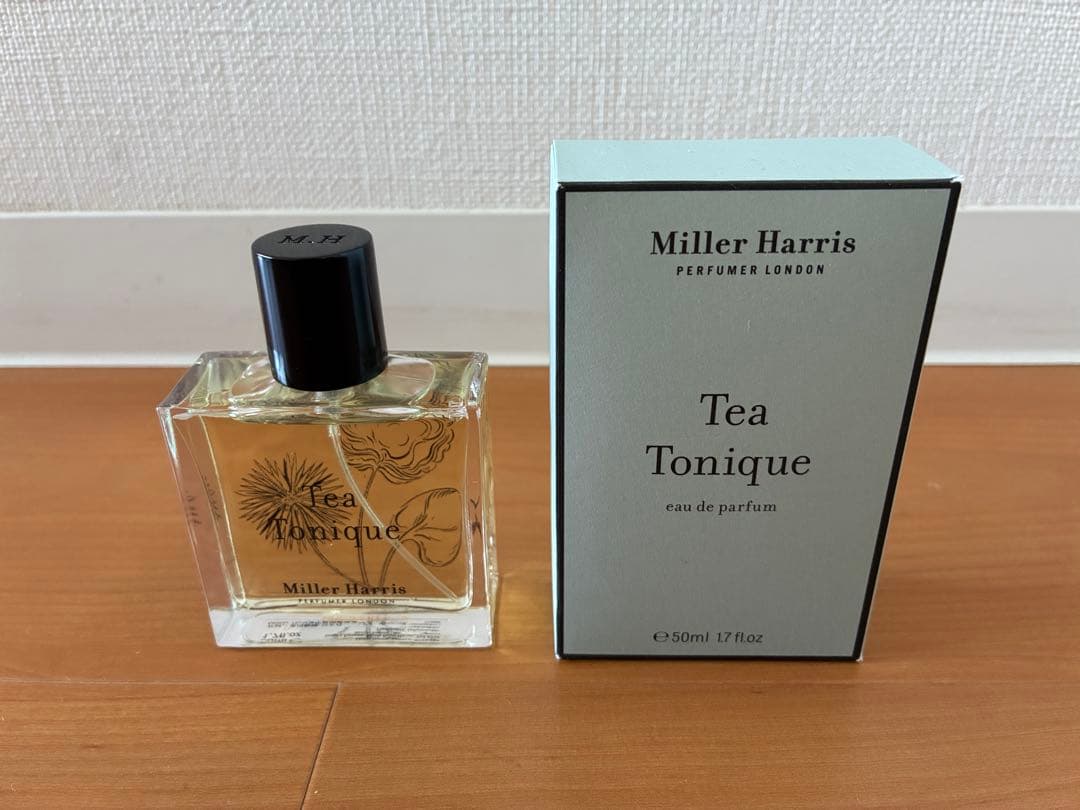 M.H
Tea
Tonique
Miller Harris
PERFUMER LONDON
Miller Harris
PERFUMER LONDON
Tea
Tonique
eau de parfum
℮50ml 1.7 fl.oz